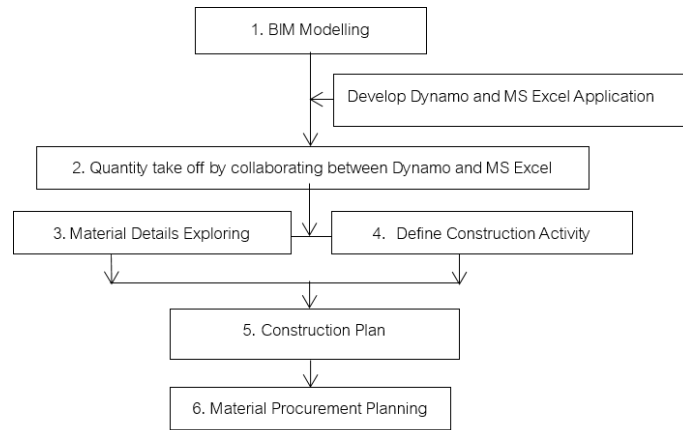 1. BIM Modelling
Develop Dynamo and MS Excel Application
2. Quantity take off by collaborating between Dynamo and MS Excel
3. Material Details Exploring
4. Define Construction Activity
5. Construction Plan
6. Material Procurement Planning